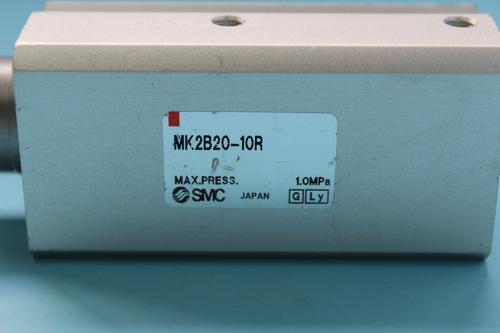 MK2B20-10R
MAX.PRESS. 1.0MPa
SMC JAPAN G Ly